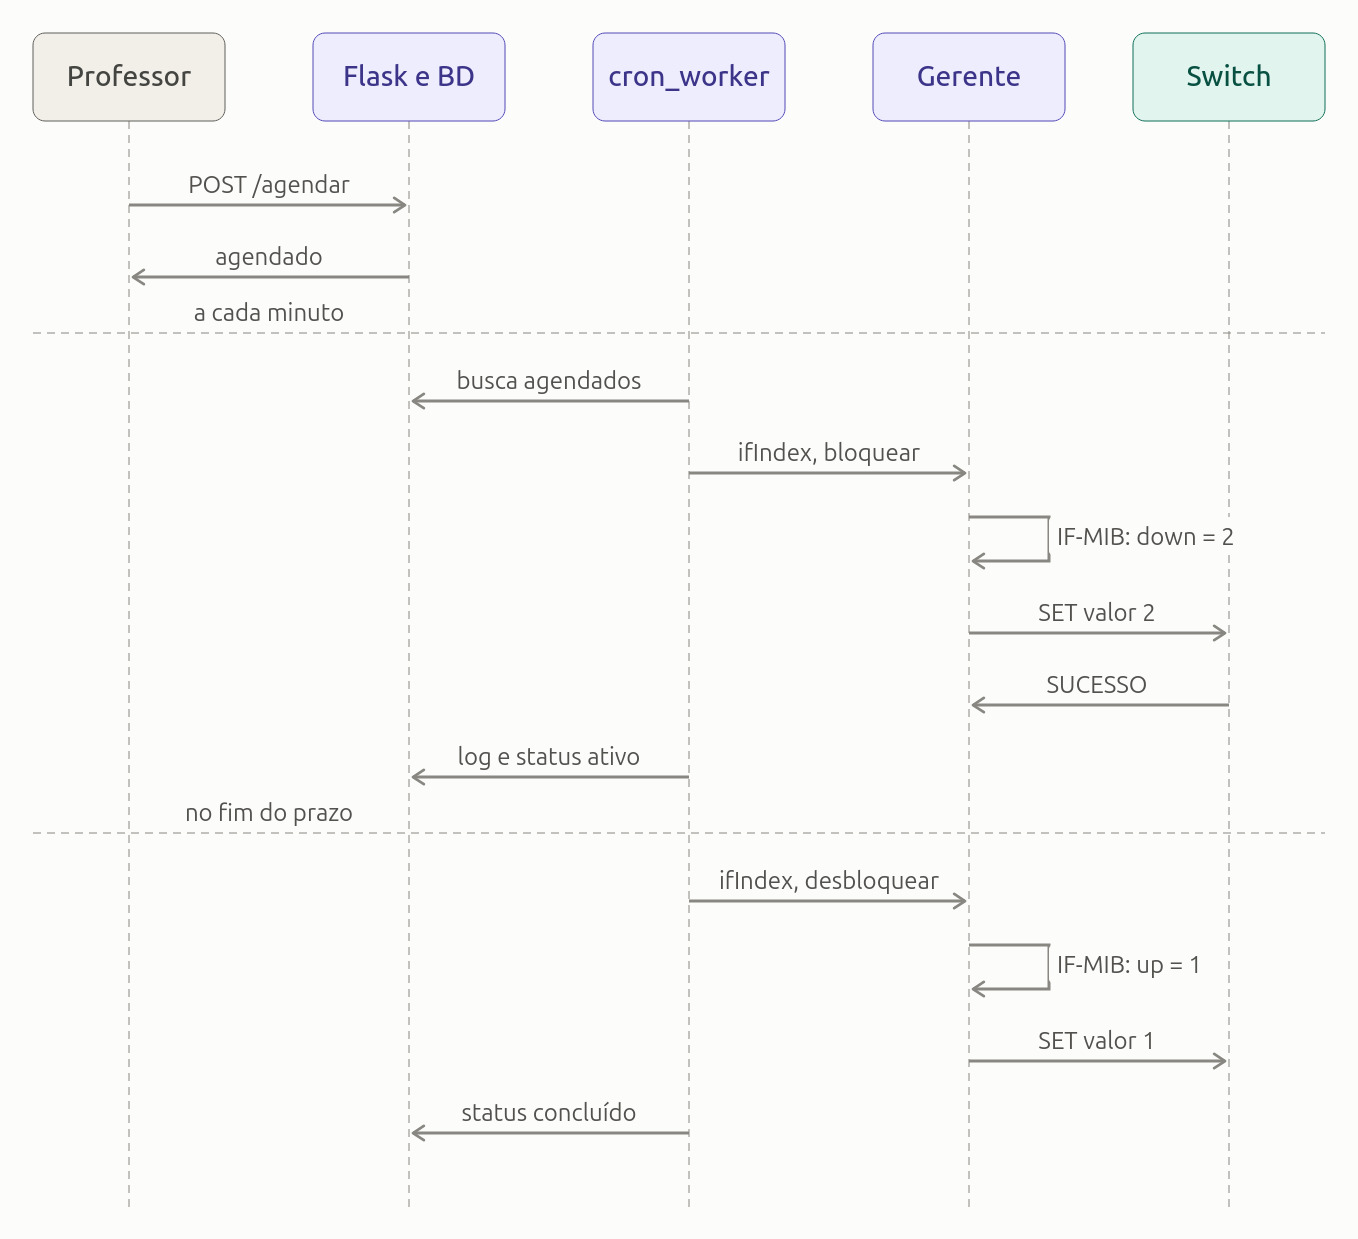 Professor
Flask e BD
cron_worker
Gerente
Switch
POST /agendar
agendado
a cada minuto
busca agendados
ifIndex, bloquear
IF-MIB: down = 2
SET valor 2
SUCESSO
log e status ativo
no fim do prazo
ifIndex, desbloquear
IF-MIB: up = 1
SET valor 1
status concluído